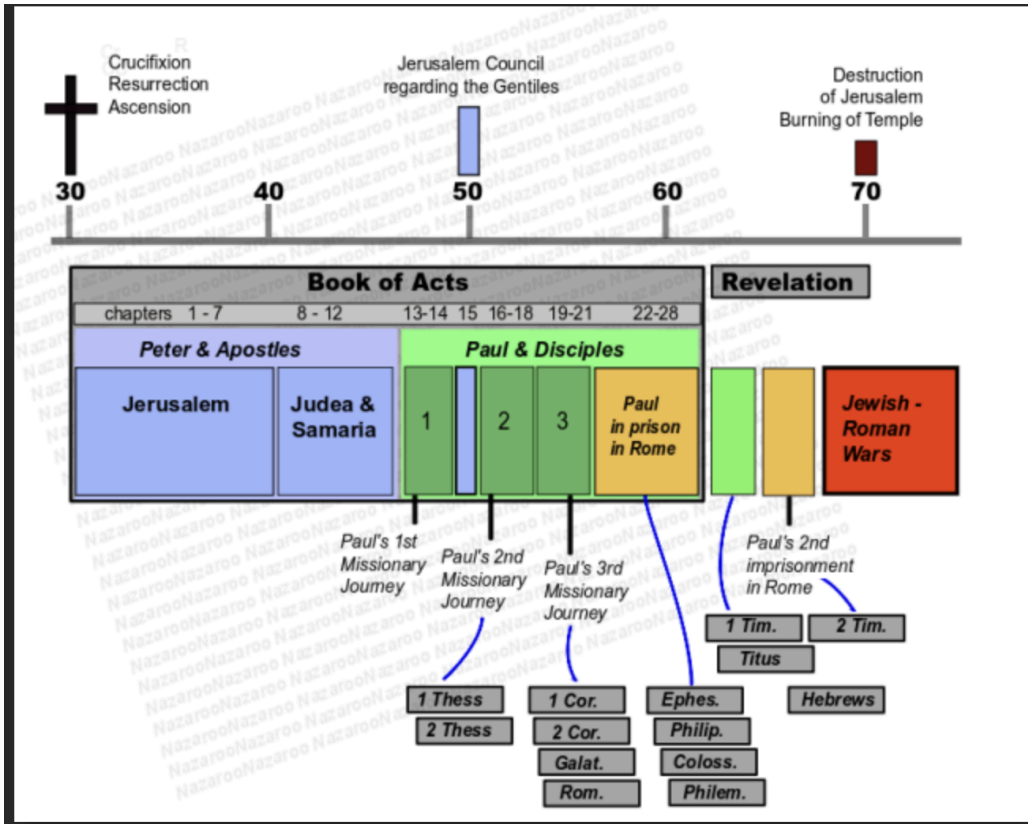 Crucifixion
Resurrection
Ascension
Jerusalem Council
regarding the Gentiles
Destruction
of Jerusalem
Burning of Temple
30
40
50
60
70
Book of Acts
Revelation
chapters 1 - 7 8 - 12 13-14 15 16-18 19-21 22-28
Peter & Apostles
Paul & Disciples
Jerusalem
Judea &
Samaria
1
2
3
Paul
in prison
in Rome
Jewish -
Roman
Wars
Paul's 1st
Missionary
Journey
Paul's 2nd
Missionary
Journey
Paul's 3rd
Missionary
Journey
Paul's 2nd
imprisonment
in Rome
1 Tim.
2 Tim.
Titus
Hebrews
1 Thess
2 Thess
1 Cor.
2 Cor.
Galat.
Rom.
Ephes.
Philip.
Coloss.
Philem.
Nazaroo